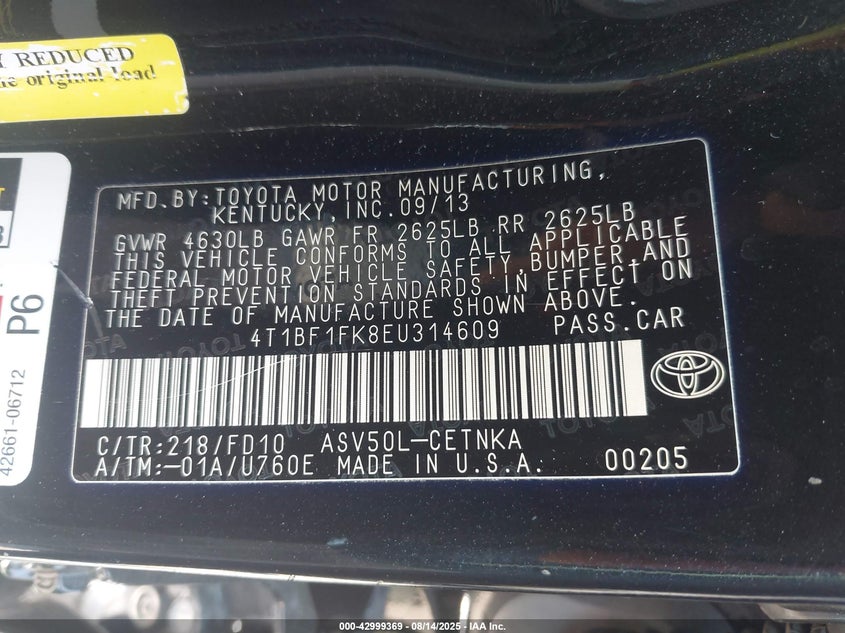 Y REDUCED
he original load
P6
42661-06712
MFD. BY: TOYOTA MOTOR MANUFACTURING,
KENTUCKY, INC. 09/13
GVWR 4630LB GAWR FR 2625LB RR 2625LB
THIS VEHICLE CONFORMS TO ALL APPLICABLE
FEDERAL MOTOR VEHICLE SAFETY, BUMPER, AND
THEFT PREVENTION STANDARDS IN EFFECT ON
THE DATE OF MANUFACTURE SHOWN ABOVE.
4T1BF1FK8EU314609 PASS. CAR
C/TR: 218/FD10 ASV50L-CETNKA
A/TM: -01A/U760E MADE IN U.S.A. 00205
000-42999369 - 08/14/2025 - IAA Inc.